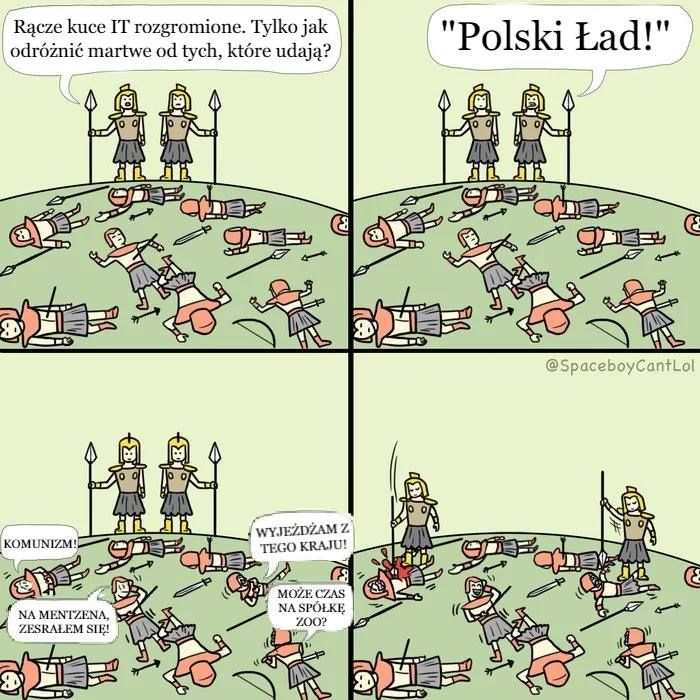 Rącze kuce IT rozgromione. Tylko jak
odróżnić martwe od tych, które udają?
"Polski Ład!"
KOMUNIZM!
NA MENTZENA,
ZESRAŁEM SIĘ!
WYJEŻDŻAM Z
TEGO KRAJU!
MOŻE CZAS
NA SPÓŁKĘ
ZOO?
@SpaceboyCantLol